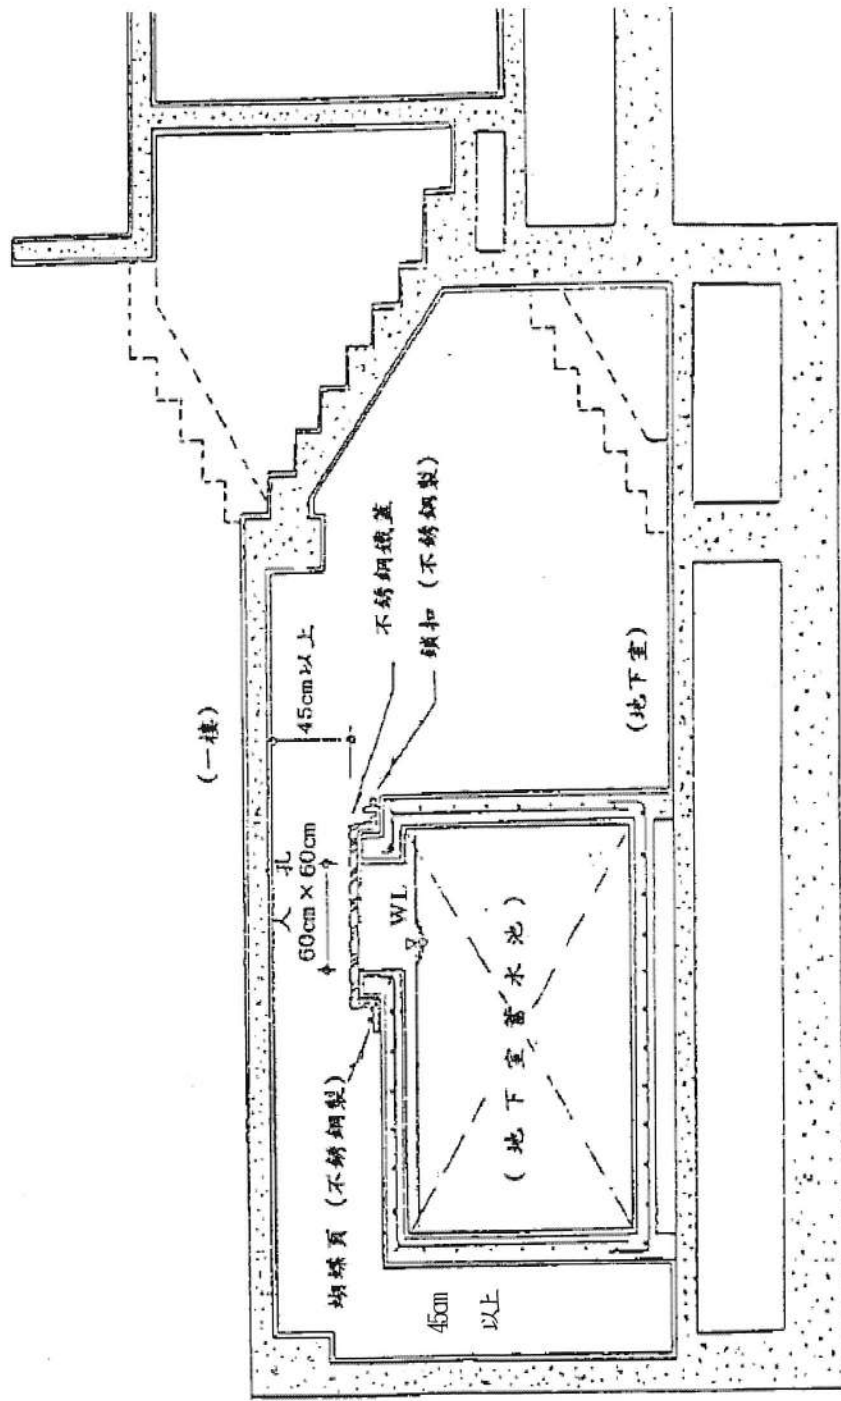 (一樓)
45cm以上
人孔
60cm×60cm
不銹鋼鐵蓋
鎖扣(不銹鋼製)
WL
蝴蝶頁(不銹鋼製)
(地下室蓄水池)
(地下室)
45cm
以上